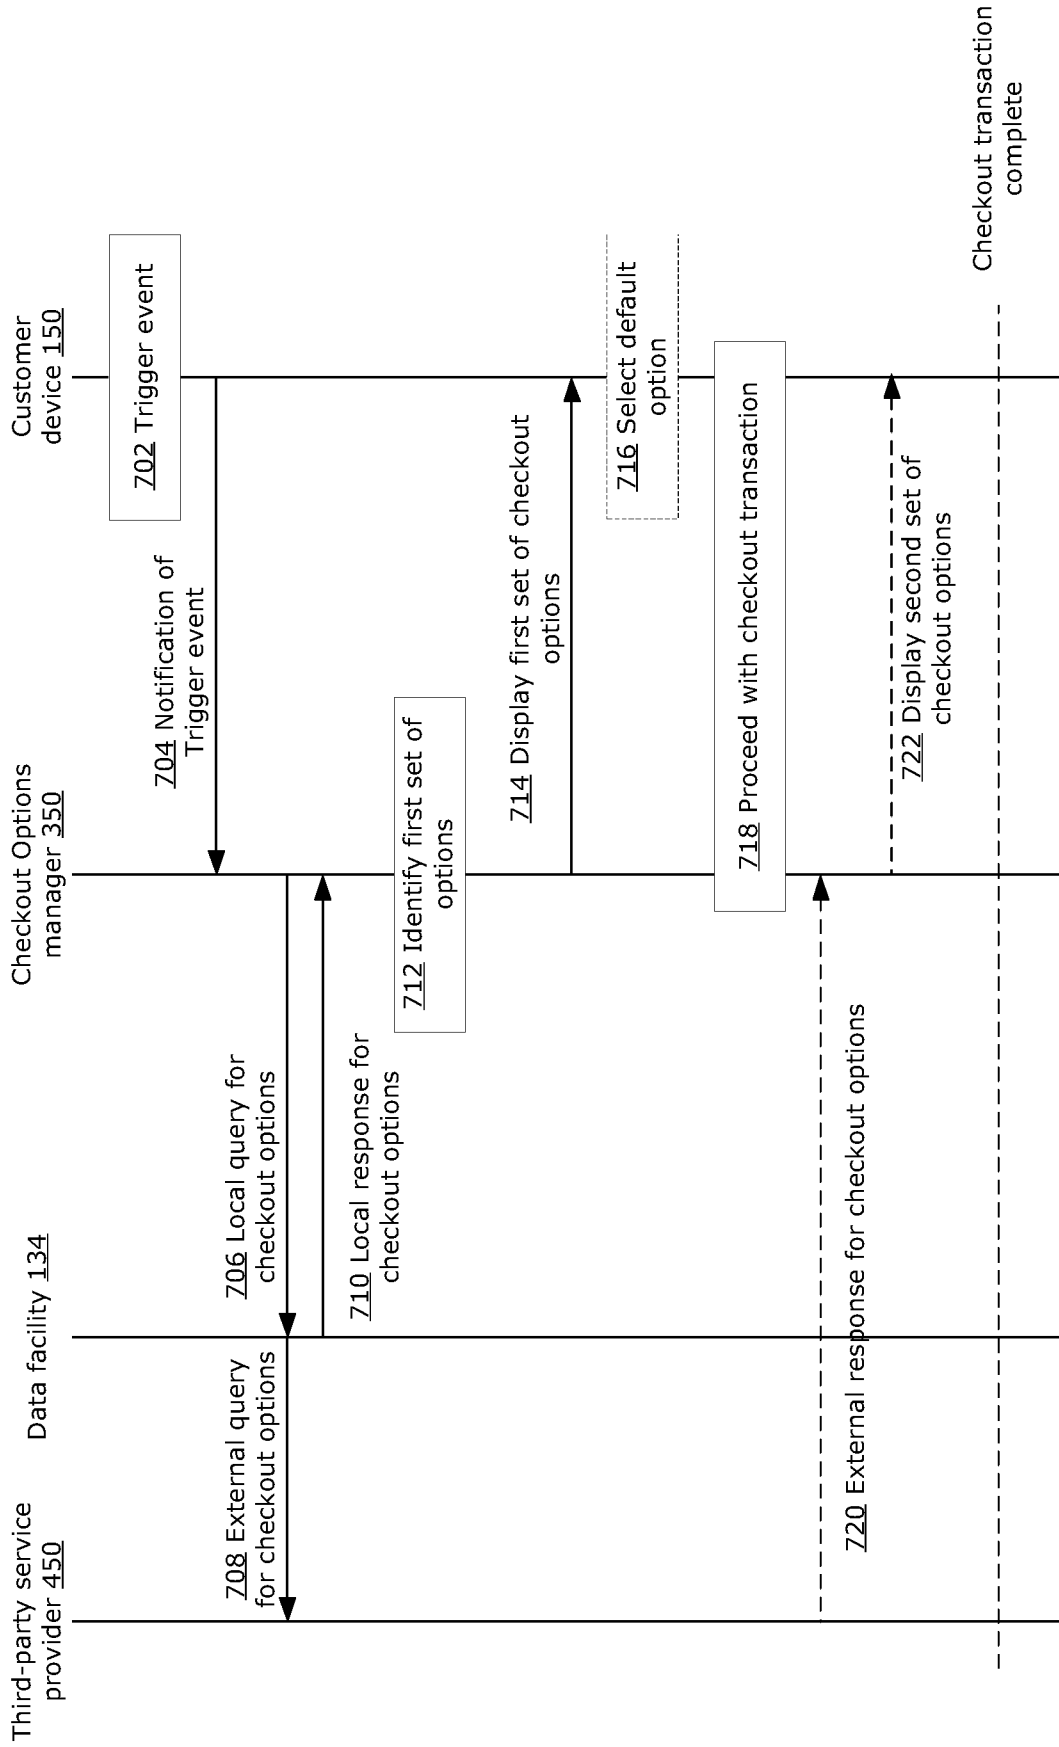 Third-party service
provider 450
Data facility 134
Checkout Options
manager 350
Customer
device 150
702 Trigger event
704 Notification of
Trigger event
708 External query
for checkout options
706 Local query for
checkout options
710 Local response for
checkout options
712 Identify first set of
options
714 Display first set of checkout
options
716 Select default
option
718 Proceed with checkout transaction
720 External response for checkout options
722 Display second set of
checkout options
Checkout transaction
complete